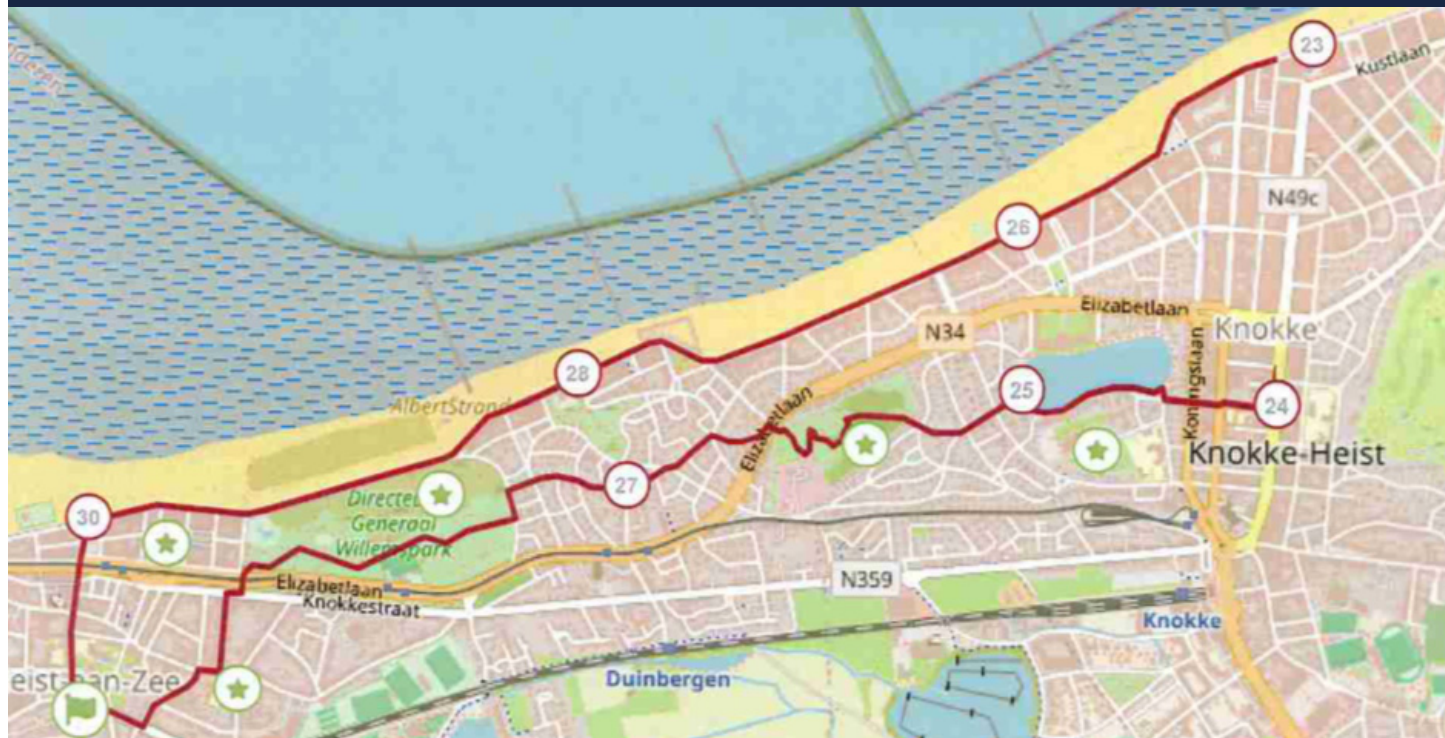 23
Kustlaan
N49c
26
Elizabetlaan
N34
Knokke
Koningslaan
28
25
24
AlbertStrand
Elizabetlaan
Knokke-Heist
27
30
Generaal
Willemspark
N359
Elizabetlaan
Knokkestraat
Knokke
Duinbergen